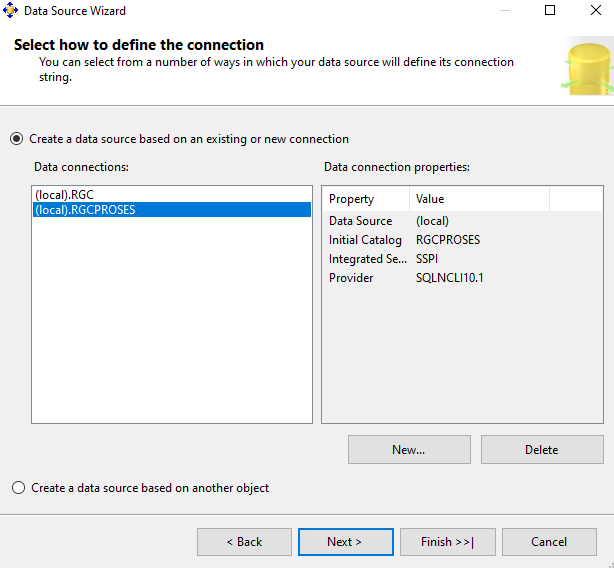 Data Source Wizard
Select how to define the connection
You can select from a number of ways in which your data source will define its connection
string.
Create a data source based on an existing or new connection
Data connections:
Data connection properties:
(local).RGC
(local).RGCPROSES
Property Value
Data Source (local)
Initial Catalog RGCPROSES
Integrated Se... SSPI
Provider SQLNCLI10.1
New... Delete
Create a data source based on another object
< Back Next > Finish >>| Cancel